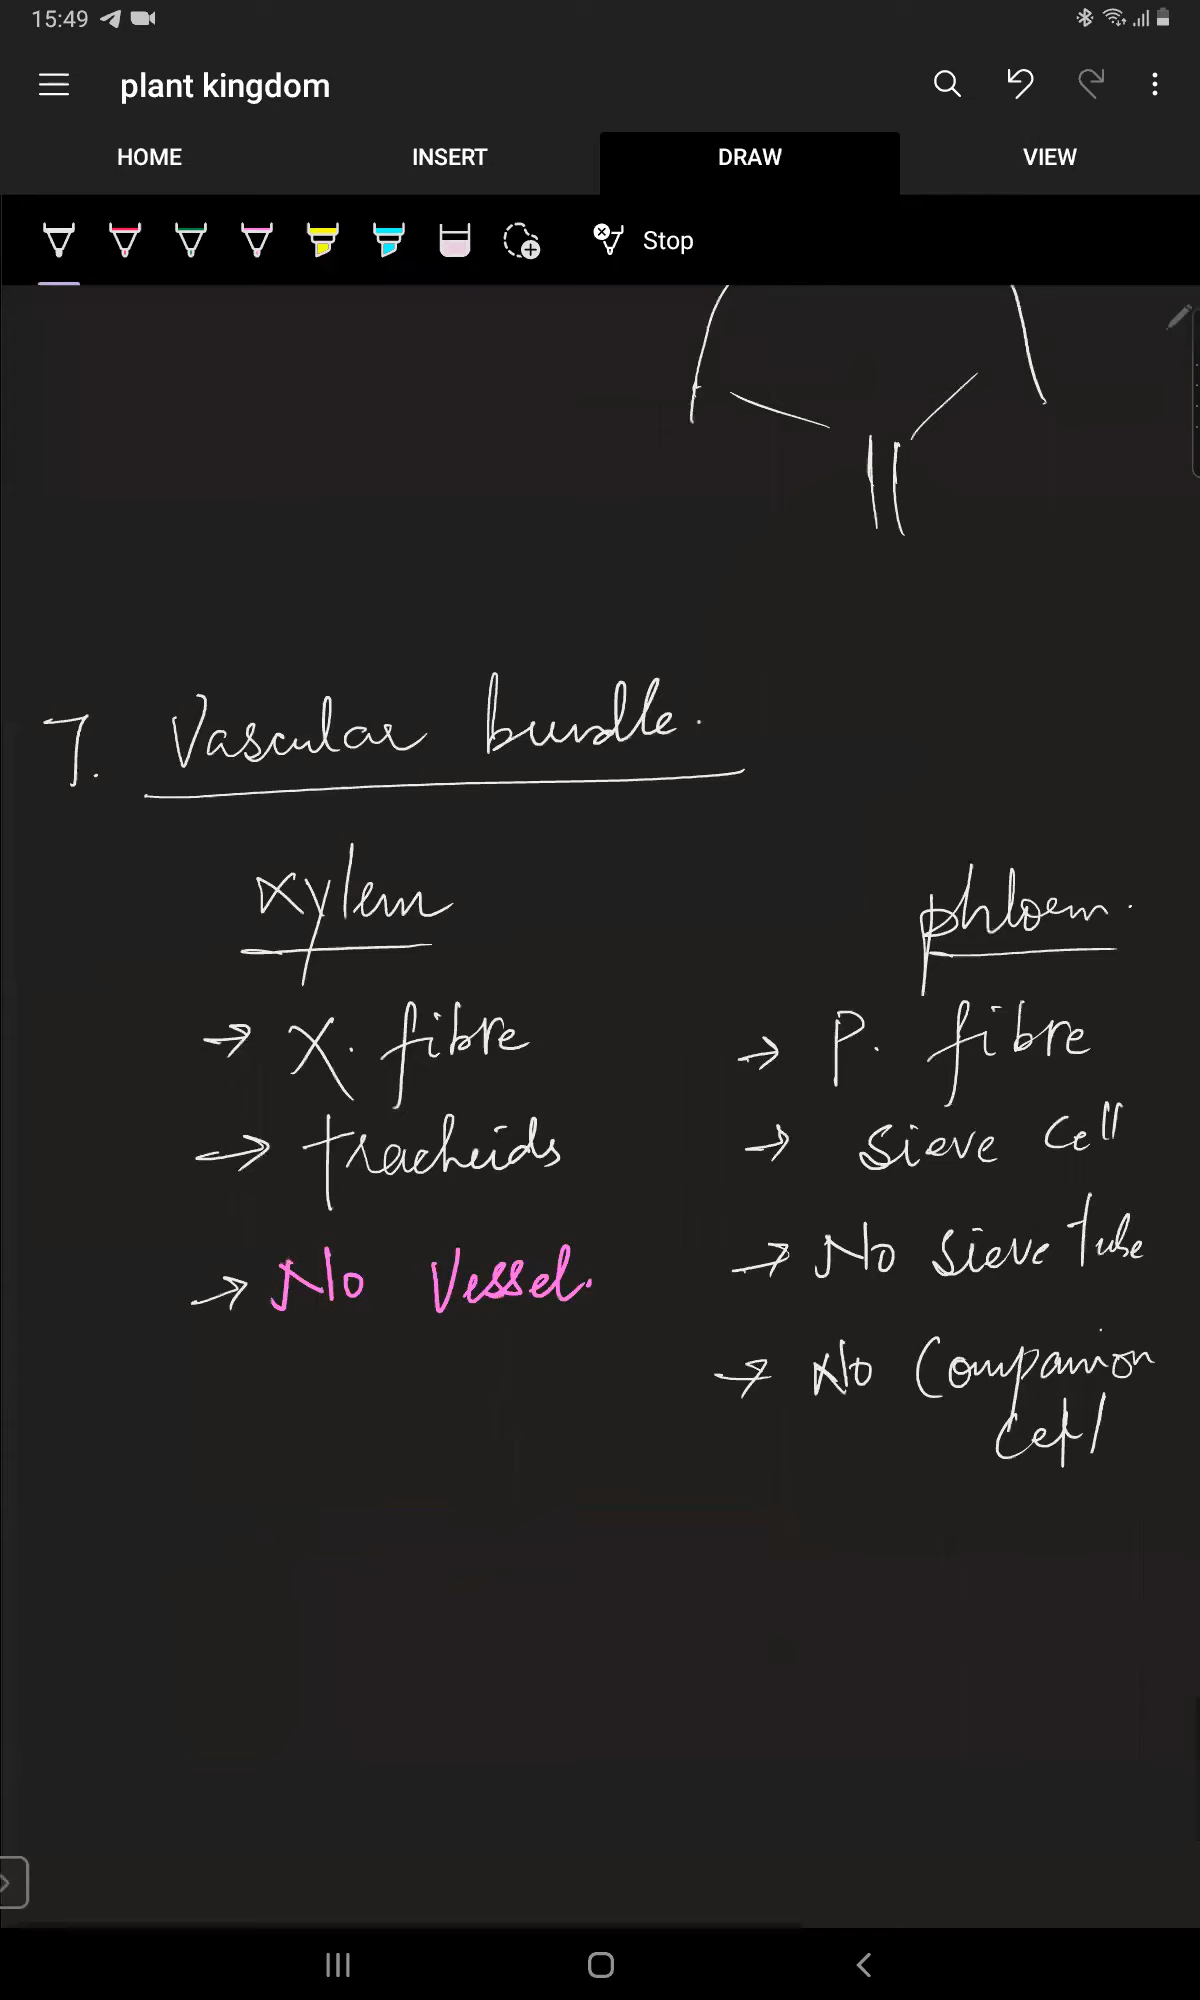 15:49
plant kingdom
HOME INSERT DRAW VIEW
Stop
7. Vascular bundle.
xylem
phloem.
→ X. fibre
→ P. fibre
→ tracheids
→ Sieve Cell
→ No Vessel.
→ No Sieve Tube
→ No Companion
Cell